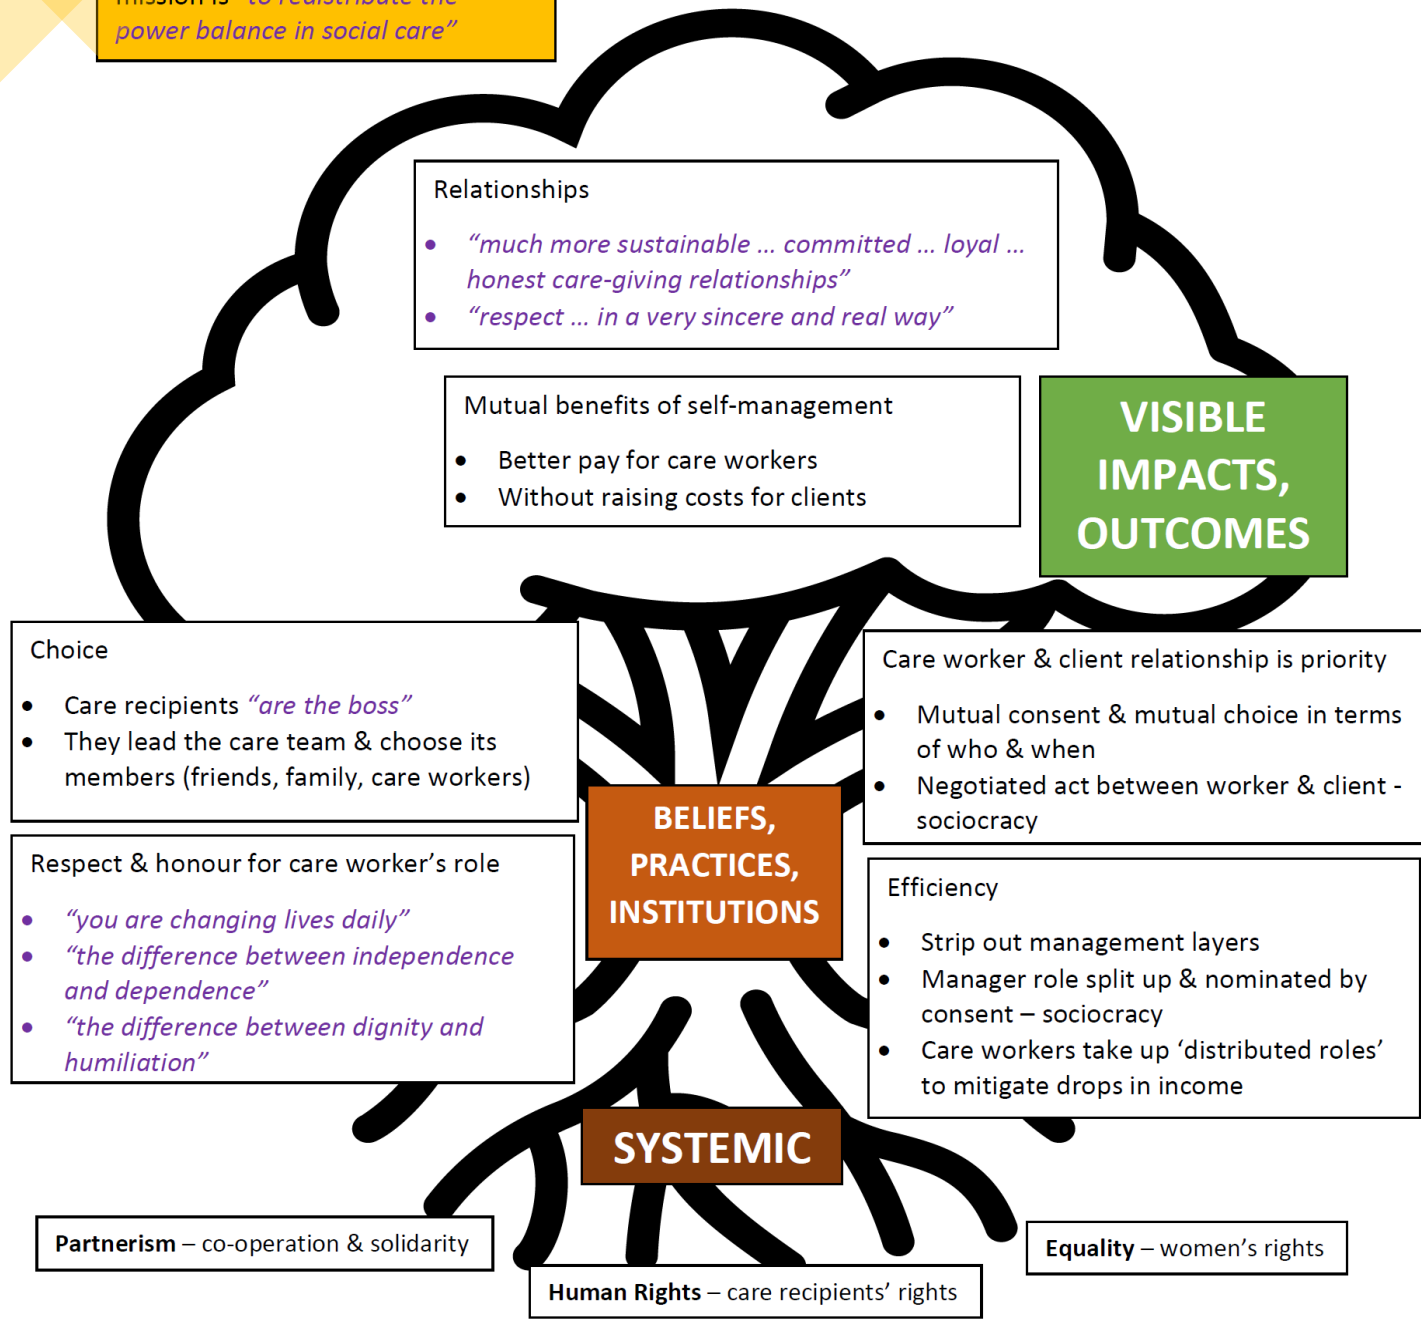 mission is “to redistribute the
power balance in social care”
Relationships
• “much more sustainable … committed … loyal …
honest care-giving relationships”
• “respect … in a very sincere and real way”
Mutual benefits of self-management
• Better pay for care workers
• Without raising costs for clients
VISIBLE
IMPACTS,
OUTCOMES
Choice
• Care recipients “are the boss”
• They lead the care team & choose its
members (friends, family, care workers)
Care worker & client relationship is priority
• Mutual consent & mutual choice in terms
of who & when
• Negotiated act between worker & client -
sociocracy
BELIEFS,
PRACTICES,
INSTITUTIONS
Respect & honour for care worker’s role
• “you are changing lives daily”
• “the difference between independence
and dependence”
• “the difference between dignity and
humiliation”
Efficiency
• Strip out management layers
• Manager role split up & nominated by
consent – sociocracy
• Care workers take up ‘distributed roles’
to mitigate drops in income
SYSTEMIC
Partnerism – co-operation & solidarity
Human Rights – care recipients’ rights
Equality – women’s rights